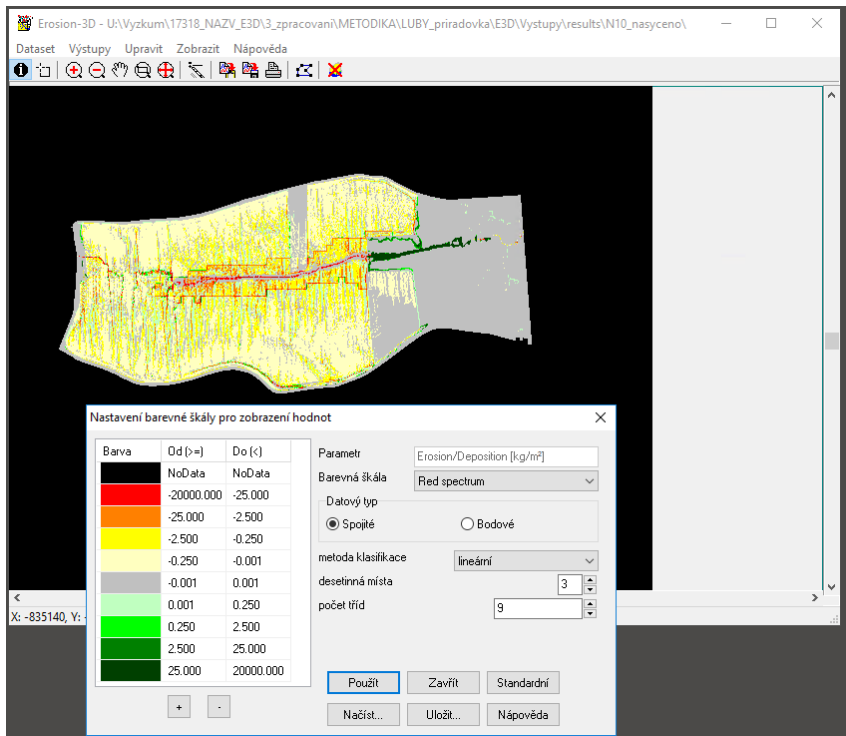 Erosion-3D - U:\Vyzkum\17318_NAZV_E3D\3_zpracovani\METODIKA\LUBY_priradovka\E3D\Vystupy\results\N10_nasyceno\
Dataset Výstupy Upravit Zobrazit Nápověda
X: -835140, Y:
Nastavení barevné škály pro zobrazení hodnot
Barva Od (>=) Do (<)
NoData NoData
-20000.000 -25.000
-25.000 -2.500
-2.500 -0.250
-0.250 -0.001
-0.001 0.001
0.001 0.250
0.250 2.500
2.500 25.000
25.000 20000.000
+ -
Parametr Erosion/Deposition [kg/m²]
Barevná škála Red spectrum
Datový typ
Spojité Bodové
metoda klasifikace lineární
desetinná místa 3
počet tříd 9
Použít Zavřít Standardní
Načíst... Uložit... Nápověda